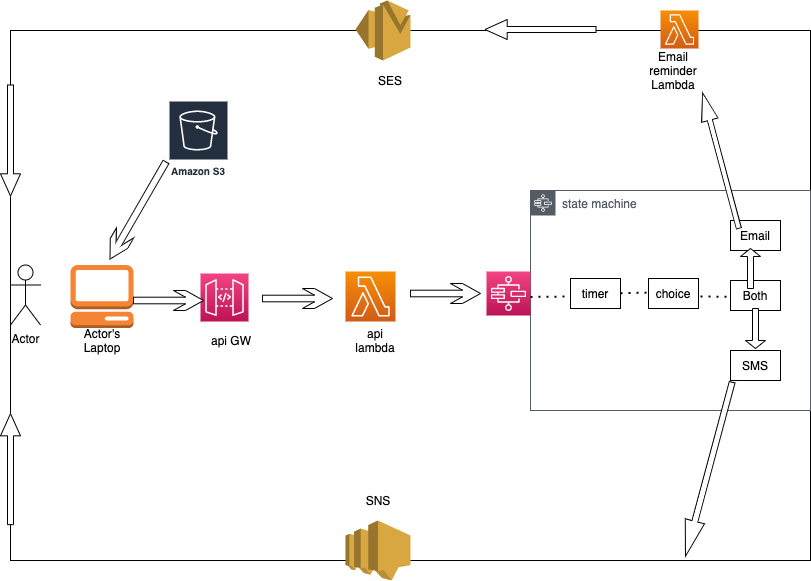 SES
Email
reminder
Lambda
Amazon S3
state machine
Email
timer
choice
Both
Actor
Actor's
Laptop
api GW
api
lambda
SMS
SNS